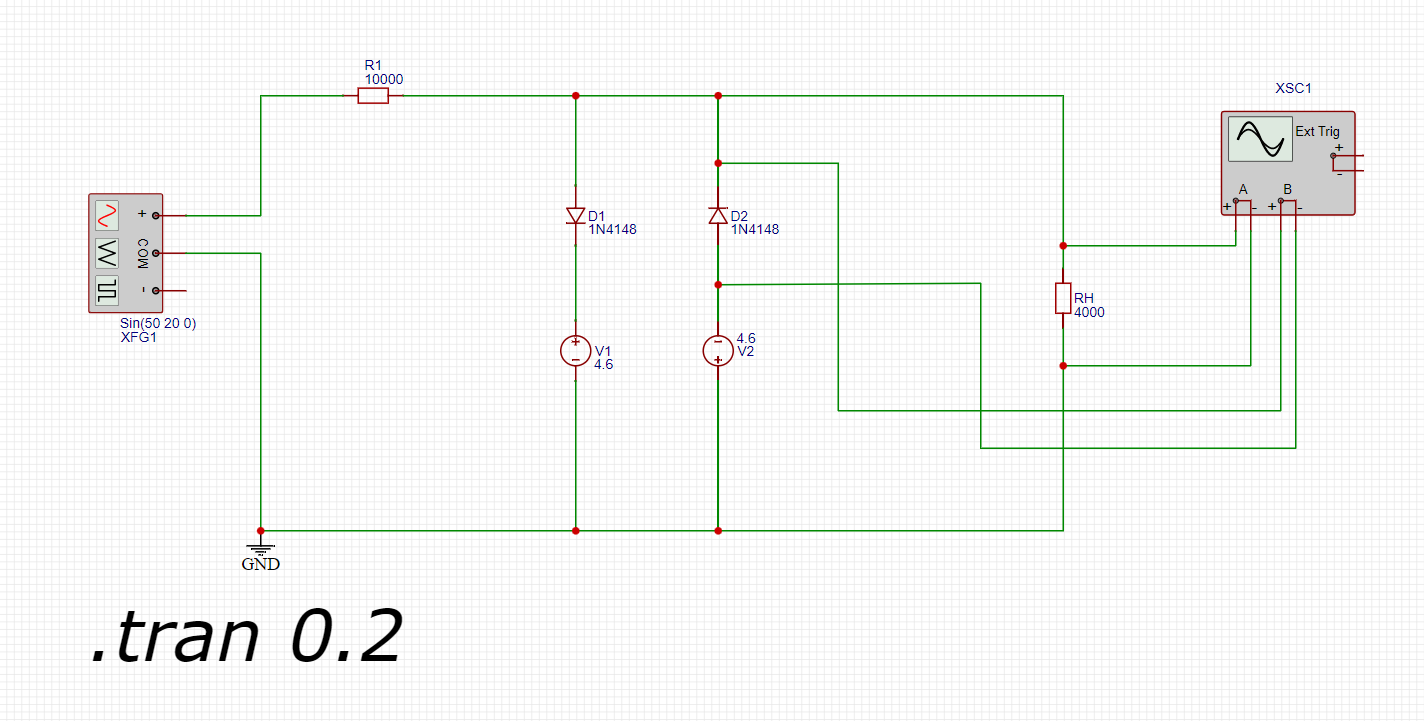 R1
10000
XSC1
Ext Trig
+
-
A
B
+
-
+
-
+
COM
-
Sin(50 20 0)
XFG1
D1
1N4148
D2
1N4148
RH
4000
+
V1
4.6
4.6
V2
+
GND
.tran 0.2